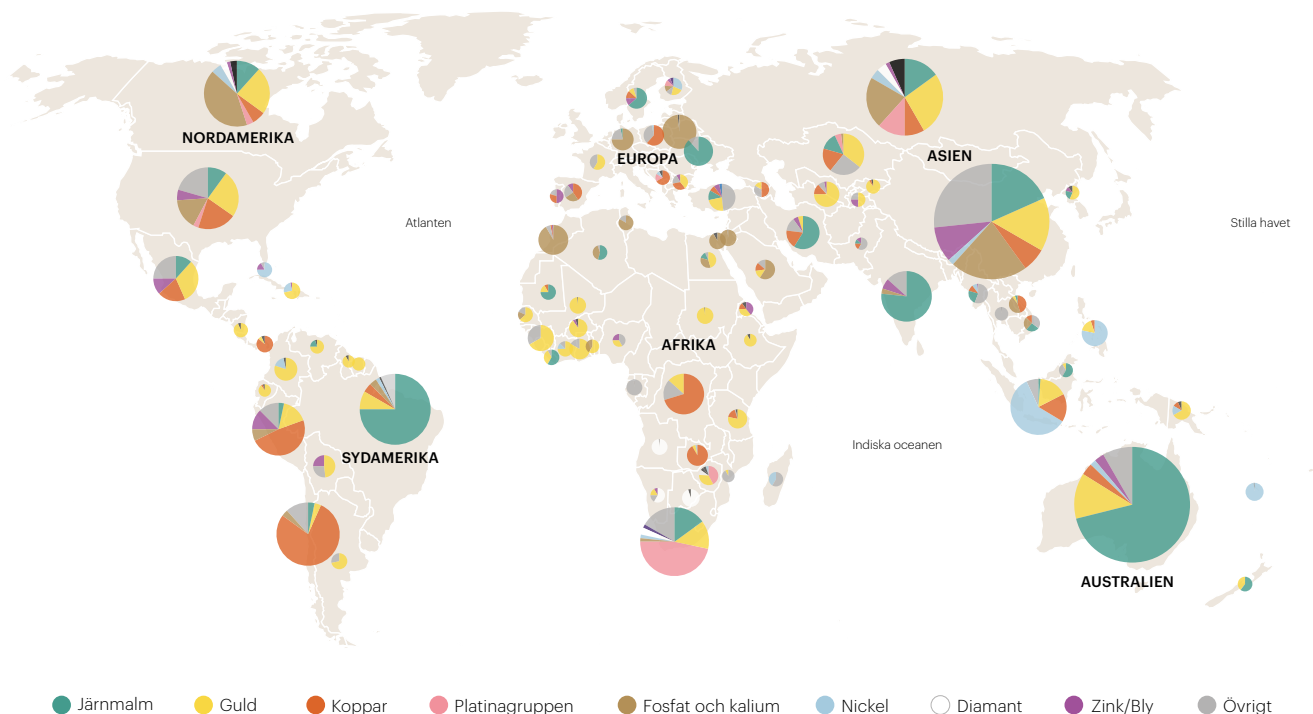 NORDAMERIKA
EUROPA
ASIEN
Atlanten
Stilla havet
AFRIKA
Indiska oceanen
SYDAMERIKA
AUSTRALIEN
Järnmalm
Guld
Koppar
Platinagruppen
Fosfat och kalium
Nickel
Diamant
Zink/Bly
Övrigt